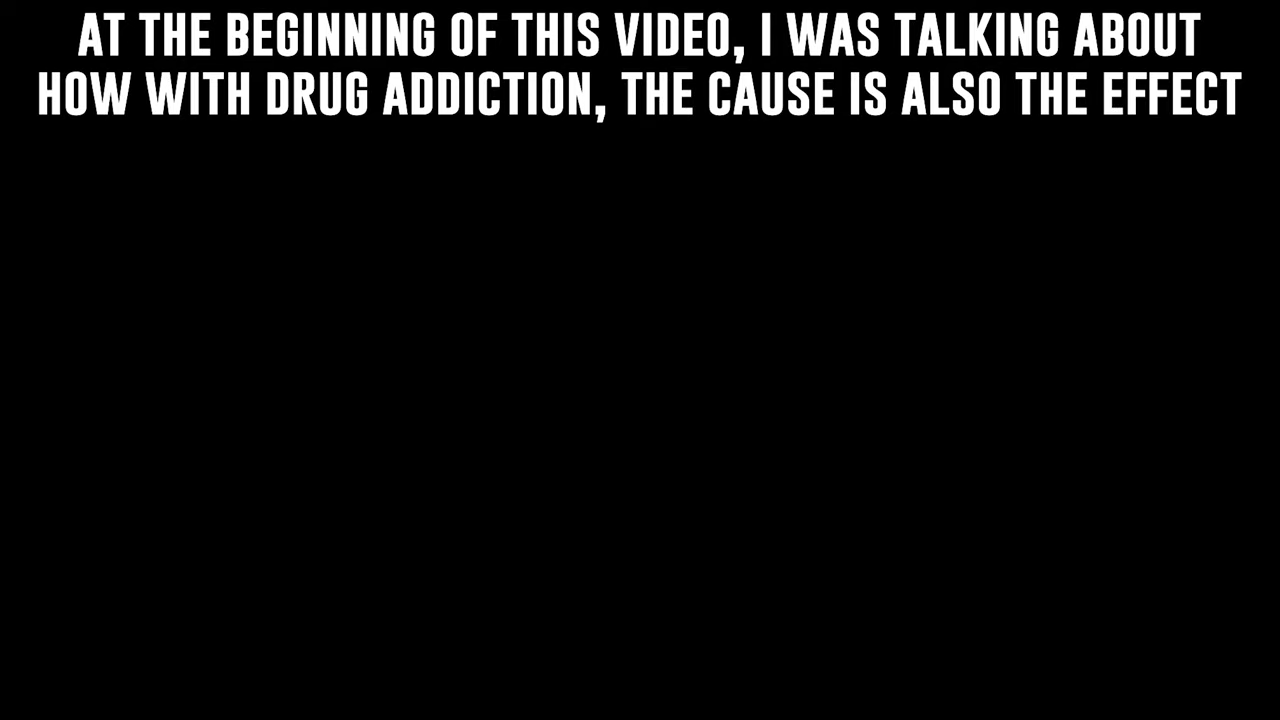 AT THE BEGINNING OF THIS VIDEO, I WAS TALKING ABOUT
HOW WITH DRUG ADDICTION, THE CAUSE IS ALSO THE EFFECT